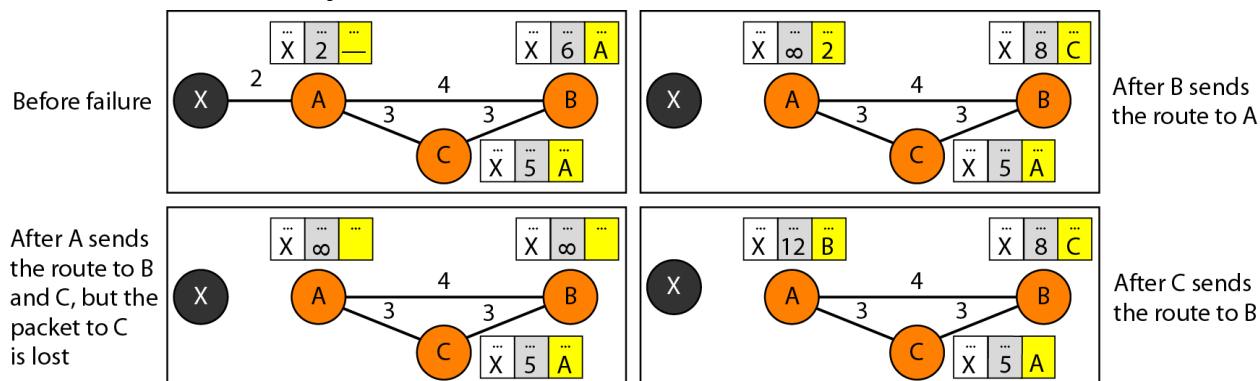 Before failure
... ... ...
X 2 —
... ... ...
X 6 A
2
X
A
4
B
3
3
C
... ... ...
X 5 A
... ... ...
X ∞ 2
... ... ...
X 8 C
X
A
4
B
3
3
C
... ... ...
X 5 A
After B sends
the route to A
After A sends
the route to B
and C, but the
packet to C
is lost
... ... ...
X ∞
... ... ...
X ∞
X
A
4
B
3
3
C
... ... ...
X 5 A
... ... ...
X 12 B
... ... ...
X 8 C
X
A
4
B
3
3
C
... ... ...
X 5 A
After C sends
the route to B